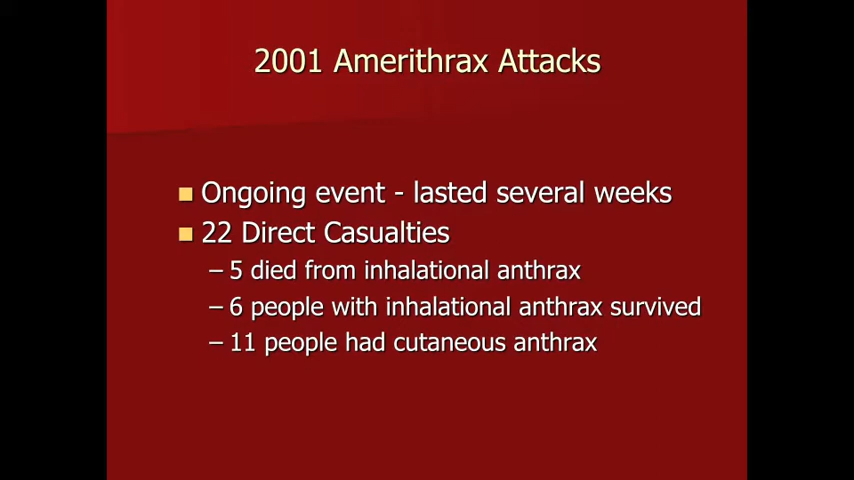 2001 Amerithrax Attacks
Ongoing event - lasted several weeks
22 Direct Casualties
– 5 died from inhalational anthrax
– 6 people with inhalational anthrax survived
– 11 people had cutaneous anthrax